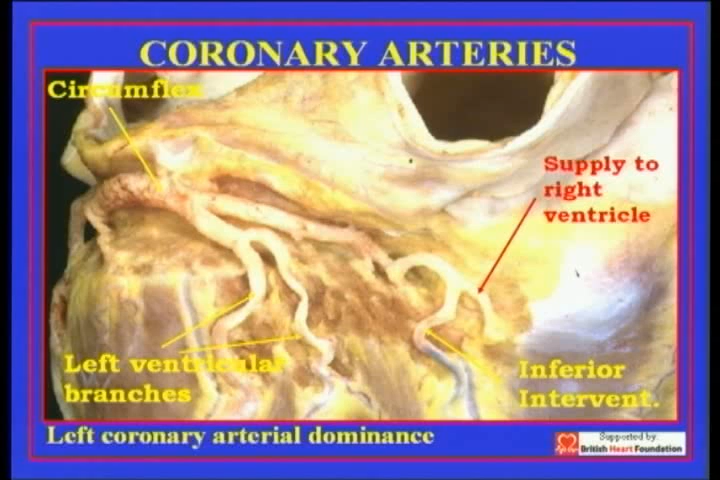 CORONARY ARTERIES
Circumflex
Supply to
right
ventricle
Left ventricular
branches
Inferior
Intervent.
Left coronary arterial dominance
Supported by:
British Heart Foundation